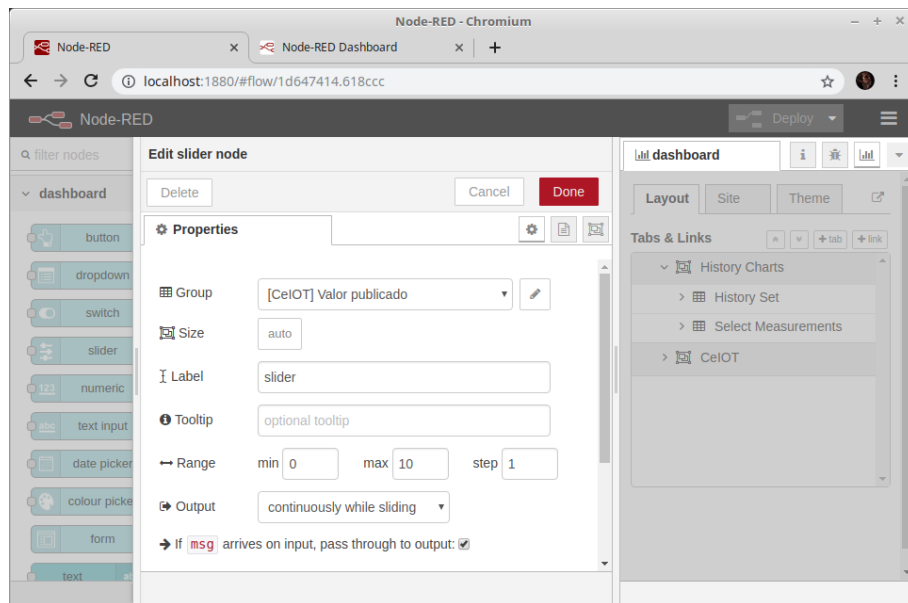 Node-RED - Chromium
Node-RED
Node-RED Dashboard
localhost:1880/#flow/1d647414.618ccc
Node-RED
Deploy
filter nodes
Edit slider node
dashboard
i
dashboard
Delete
Cancel
Done
Layout
Site
Theme
button
Properties
Tabs & Links
+tab
+link
dropdown
History Charts
Group
[CeIOT] Valor publicado
History Set
switch
Size
auto
Select Measurements
slider
CeIOT
Label
slider
123
numeric
Tooltip
optional tooltip
abc
text input
Range
min 0
max 10
step 1
date picker
Output
continuously while sliding
colour picke
form
If msg arrives on input, pass through to output:
text